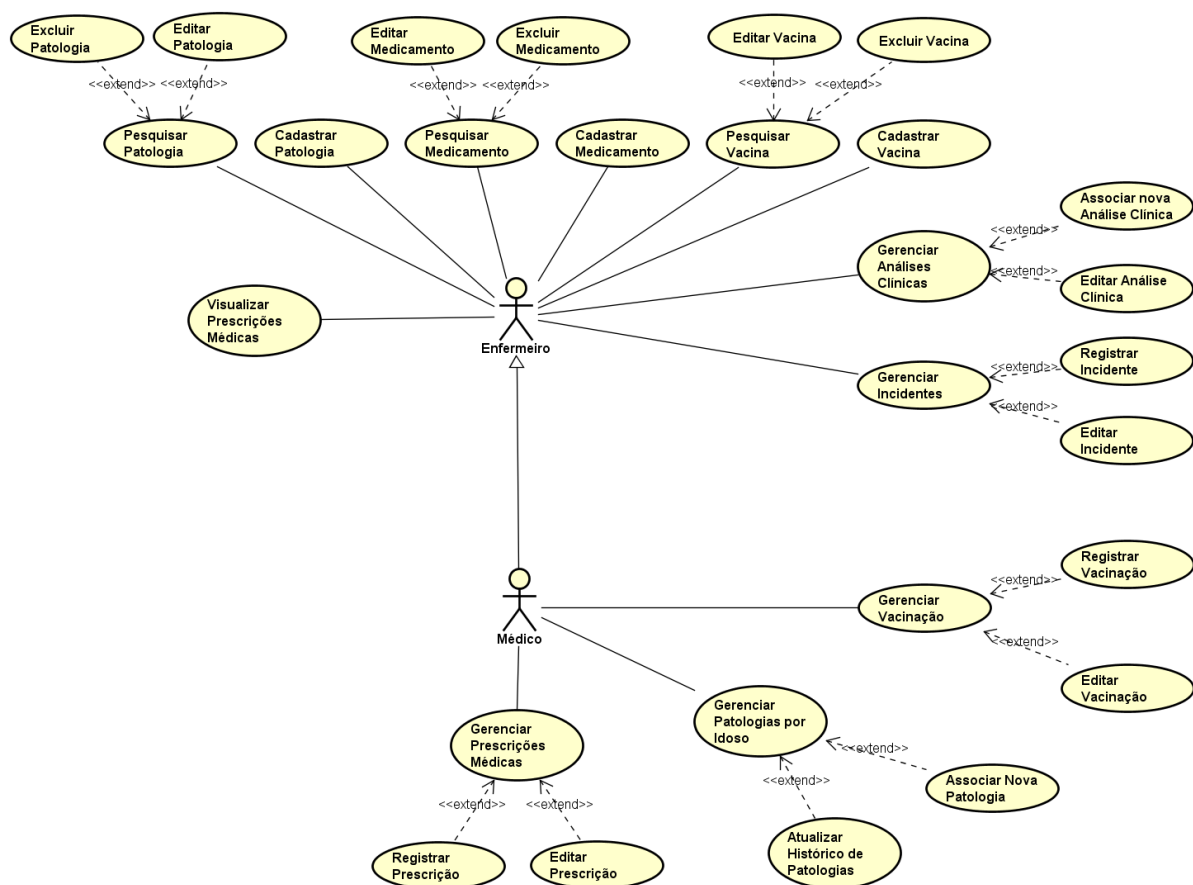 Excluir
Patologia
Editar
Patologia
Editar
Medicamento
Excluir
Medicamento
Editar Vacina
Excluir Vacina
<<extend>>
<<extend>>
<<extend>>
<<extend>>
<<extend>>
<<extend>>
Pesquisar
Patologia
Cadastrar
Patologia
Pesquisar
Medicamento
Cadastrar
Medicamento
Pesquisar
Vacina
Cadastrar
Vacina
Associar nova
Análise Clínica
<<extend>>
Gerenciar
Análises
Clínicas
<<extend>>
Editar Análise
Clínica
Visualizar
Prescrições
Médicas
Enfermeiro
Registrar
Incidente
<<extend>>
Gerenciar
Incidentes
<<extend>>
Editar
Incidente
Registrar
Vacinação
<<extend>>
Gerenciar
Vacinação
Médico
<<extend>>
Editar
Vacinação
Gerenciar
Prescrições
Médicas
Gerenciar
Patologias por
Idoso
<<extend>>
Associar Nova
Patologia
<<extend>>
<<extend>>
<<extend>>
Registrar
Prescrição
Editar
Prescrição
Atualizar
Histórico de
Patologias